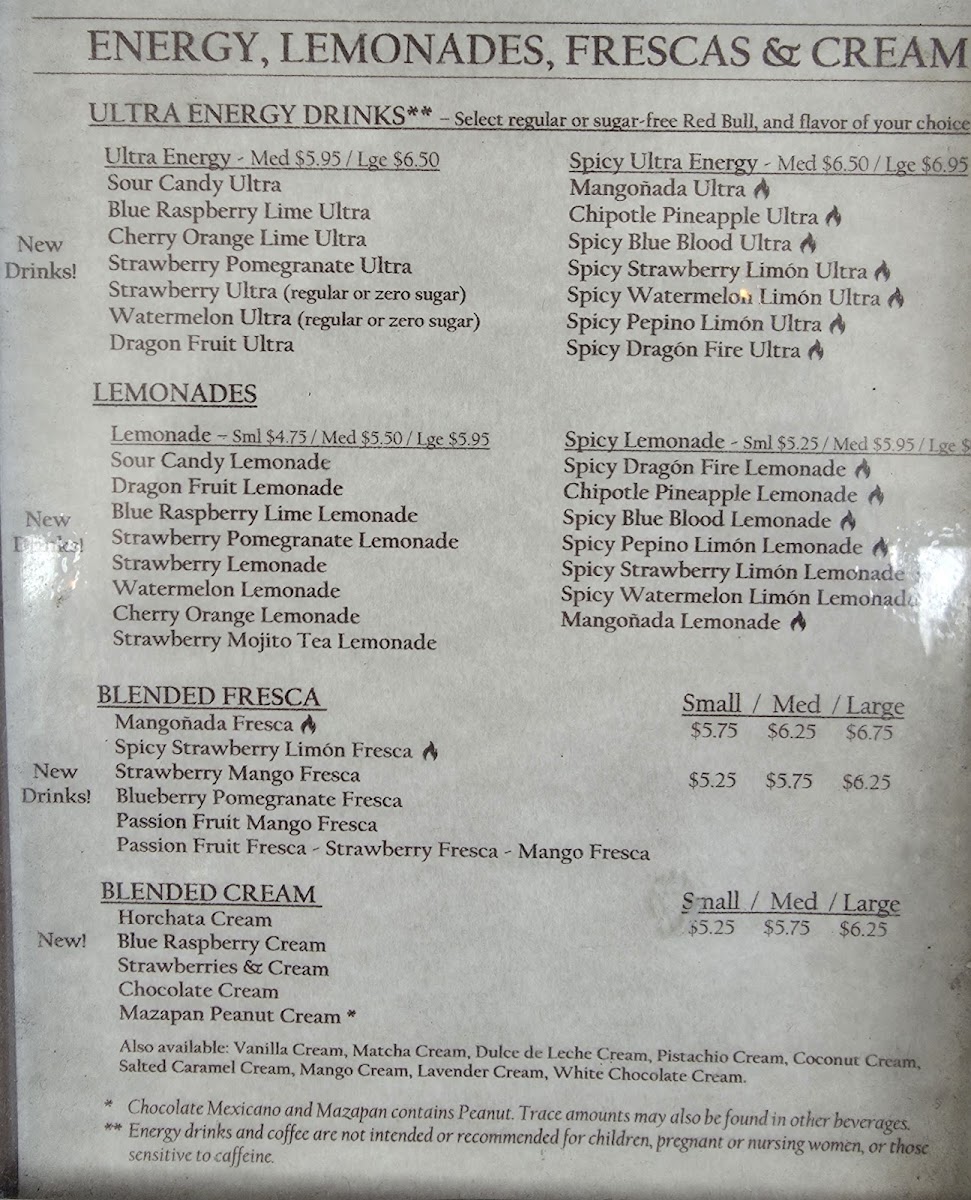 ENERGY, LEMONADES, FRESCAS & CREAM
ULTRA ENERGY DRINKS** – Select regular or sugar-free Red Bull, and flavor of your choice
Ultra Energy - Med $5.95 / Lge $6.50
Sour Candy Ultra
Blue Raspberry Lime Ultra
New
Drinks!
Cherry Orange Lime Ultra
Strawberry Pomegranate Ultra
Strawberry Ultra (regular or zero sugar)
Watermelon Ultra (regular or zero sugar)
Dragon Fruit Ultra
Spicy Ultra Energy - Med $6.50 / Lge $6.95
Mangoñada Ultra
Chipotle Pineapple Ultra
Spicy Blue Blood Ultra
Spicy Strawberry Limón Ultra
Spicy Watermelon Limón Ultra
Spicy Pepino Limón Ultra
Spicy Dragón Fire Ultra
LEMONADES
Lemonade – Sml $4.75 / Med $5.50 / Lge $5.95
Sour Candy Lemonade
Dragon Fruit Lemonade
New
Drinks!
Blue Raspberry Lime Lemonade
Strawberry Pomegranate Lemonade
Strawberry Lemonade
Watermelon Lemonade
Cherry Orange Lemonade
Strawberry Mojito Tea Lemonade
Spicy Lemonade - Sml $5.25 / Med $5.95 / Lge $
Spicy Dragón Fire Lemonade
Chipotle Pineapple Lemonade
Spicy Blue Blood Lemonade
Spicy Pepino Limón Lemonade
Spicy Strawberry Limón Lemonade
Spicy Watermelon Limón Lemonade
Mangoñada Lemonade
BLENDED FRESCA
Small / Med / Large
Mangoñada Fresca
$5.75 $6.25 $6.75
Spicy Strawberry Limón Fresca
New
Drinks!
Strawberry Mango Fresca
$5.25 $5.75 $6.25
Blueberry Pomegranate Fresca
Passion Fruit Mango Fresca
Passion Fruit Fresca - Strawberry Fresca - Mango Fresca
BLENDED CREAM
Small / Med / Large
Horchata Cream
$5.25 $5.75 $6.25
New!
Blue Raspberry Cream
Strawberries & Cream
Chocolate Cream
Mazapan Peanut Cream *
Also available: Vanilla Cream, Matcha Cream, Dulce de Leche Cream, Pistachio Cream, Coconut Cream,
Salted Caramel Cream, Mango Cream, Lavender Cream, White Chocolate Cream.
* Chocolate Mexicano and Mazapan contains Peanut. Trace amounts may also be found in other beverages.
** Energy drinks and coffee are not intended or recommended for children, pregnant or nursing women, or those
sensitive to caffeine.